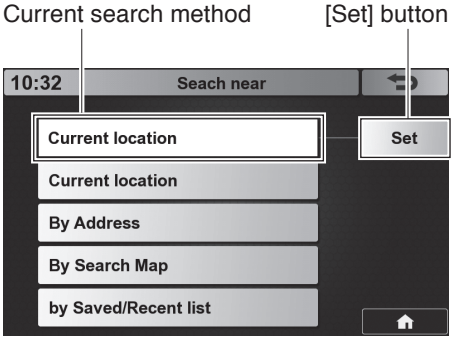 Current search method [Set] button
10:32 Seach near
Current location Set
Current location
By Address
By Search Map
by Saved/Recent list